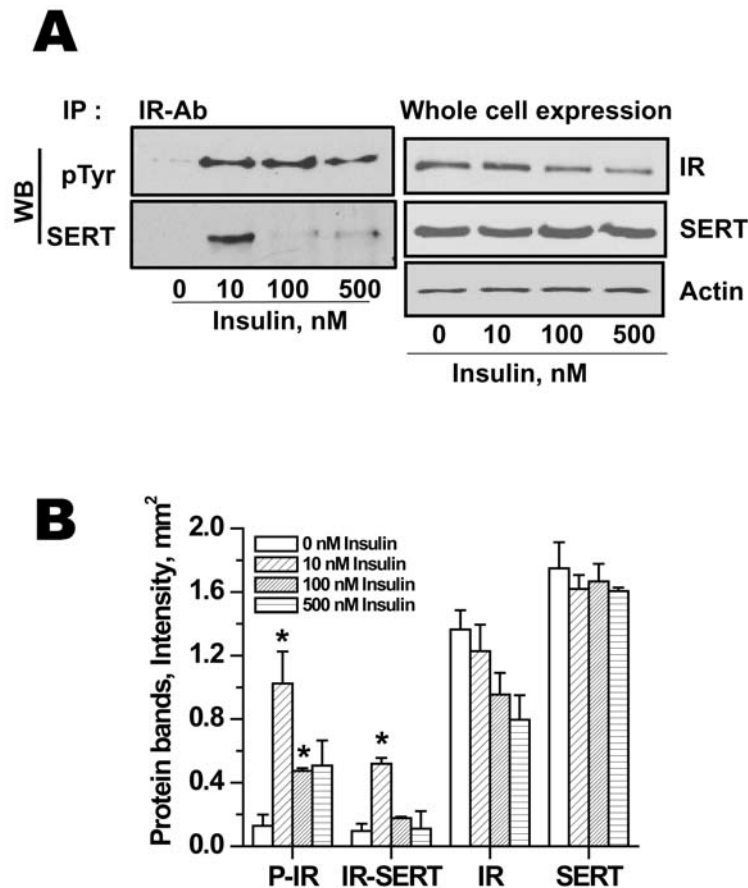 A
IP : IR-Ab
Whole cell expression
WB
pTyr
IR
SERT
SERT
Actin
0 10 100 500
Insulin, nM
0 10 100 500
Insulin, nM
B
Protein bands, Intensity, mm²
2.0
1.6
1.2
0.8
0.4
0.0
0 nM Insulin
10 nM Insulin
100 nM Insulin
500 nM Insulin
*
*
*
P-IR IR-SERT IR SERT